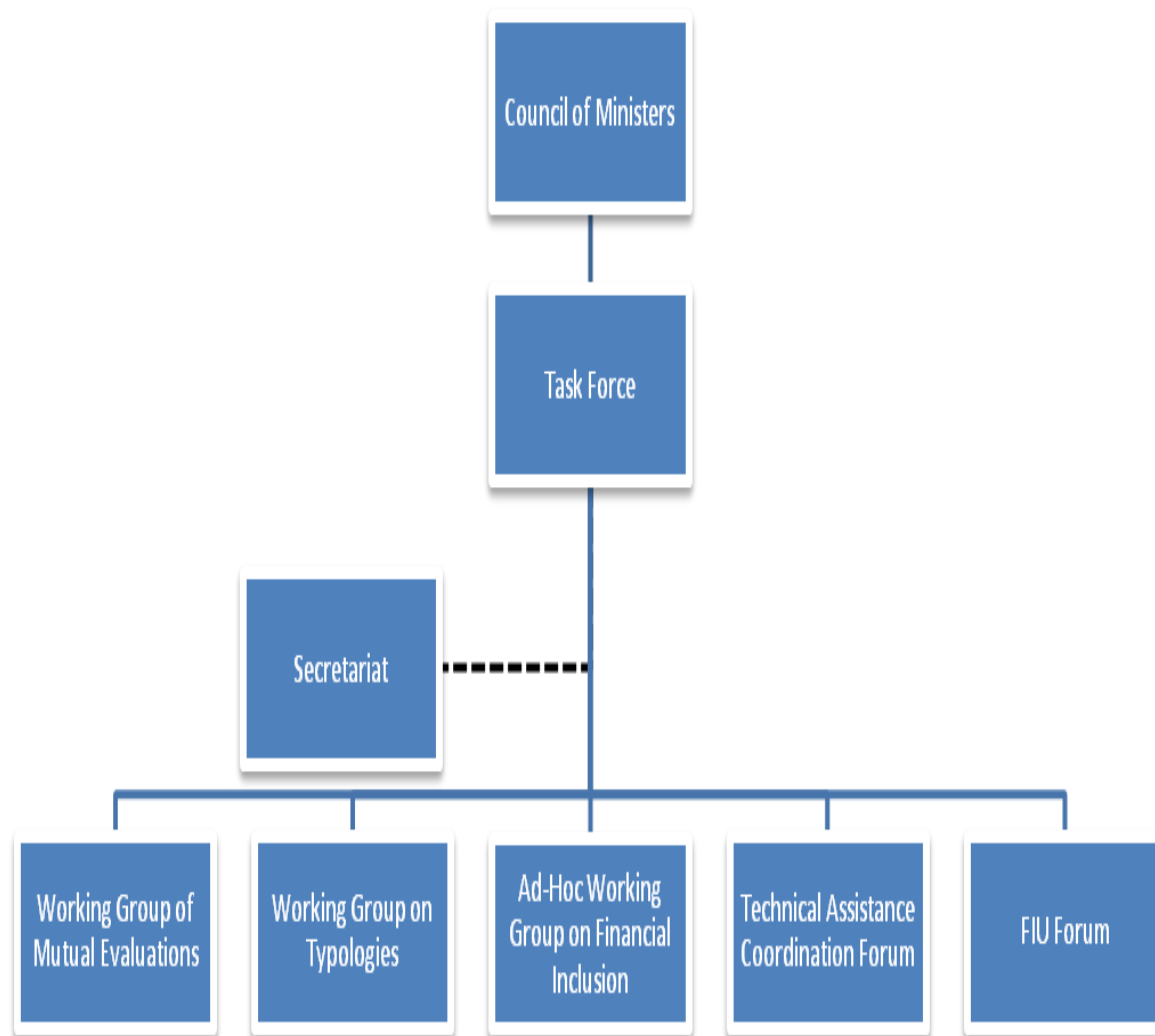 Council of Ministers
Task Force
Secretariat
Working Group of
Mutual Evaluations
Working Group on
Typologies
Ad-Hoc Working
Group on Financial
Inclusion
Technical Assistance
Coordination Forum
FIU Forum